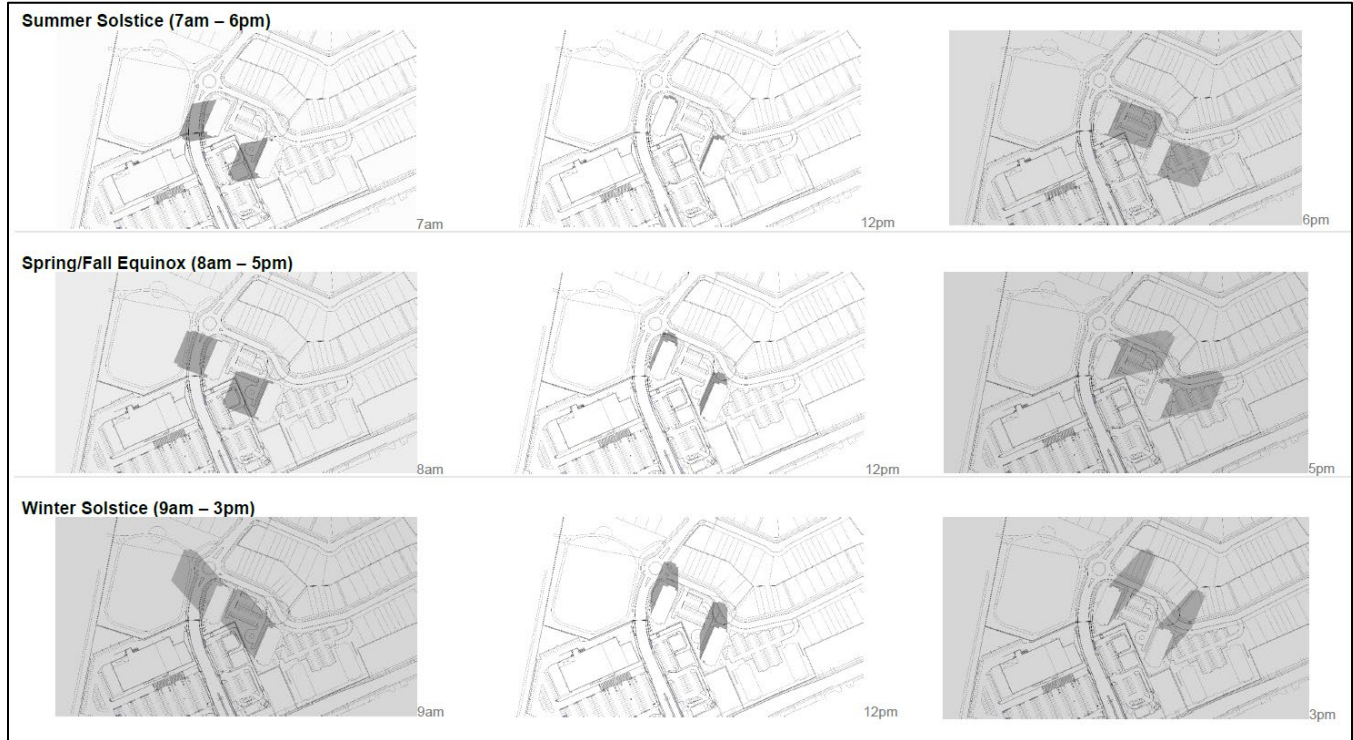 Summer Solstice (7am – 6pm)
7am
12pm
6pm
Spring/Fall Equinox (8am – 5pm)
8am
12pm
5pm
Winter Solstice (9am – 3pm)
9am
12pm
3pm